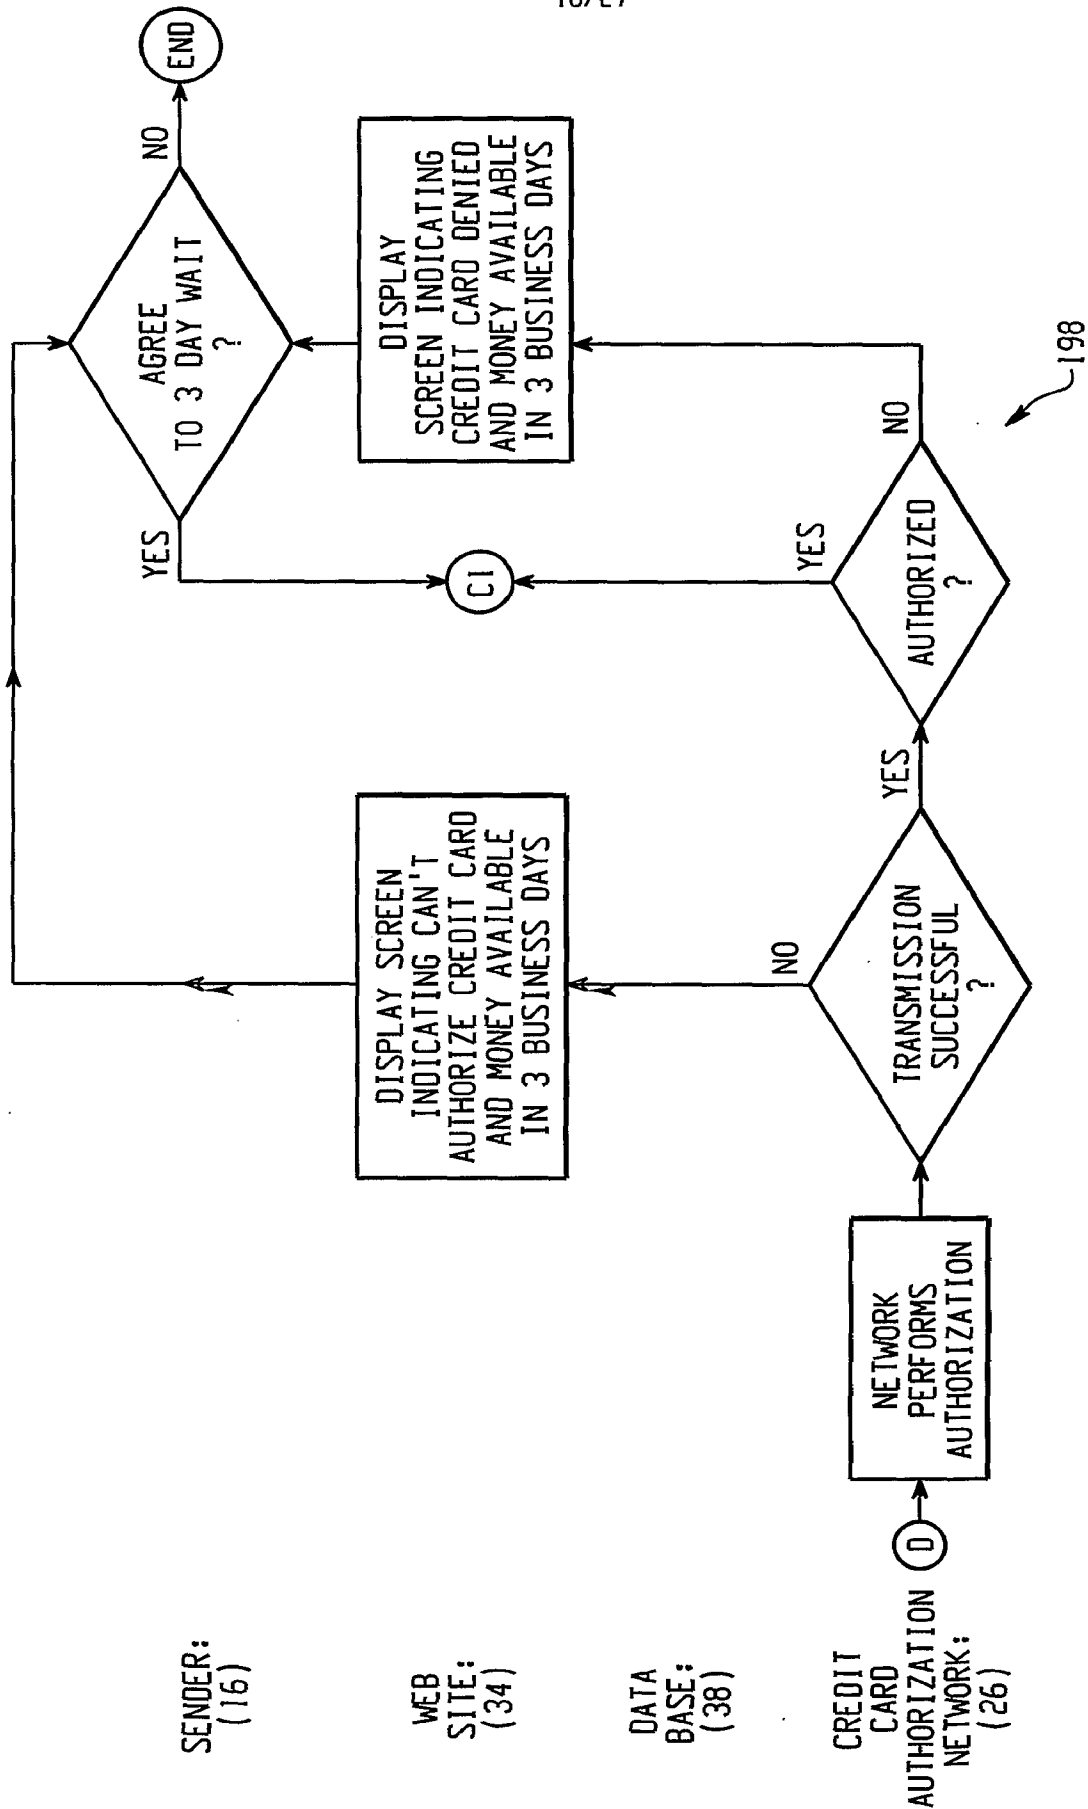 SENDER:
(16)
WEB
SITE:
(34)
DATA
BASE:
(38)
CREDIT
CARD
AUTHORIZATION
NETWORK:
(26)
D
NETWORK
PERFORMS
AUTHORIZATION
TRANSMISSION
SUCCESSFUL
?
NO
YES
DISPLAY SCREEN
INDICATING CAN'T
AUTHORIZE CREDIT CARD
AND MONEY AVAILABLE
IN 3 BUSINESS DAYS
AUTHORIZED
?
YES
NO
C1
DISPLAY
SCREEN INDICATING
CREDIT CARD DENIED
AND MONEY AVAILABLE
IN 3 BUSINESS DAYS
AGREE
TO 3 DAY WAIT
?
YES
NO
END
198